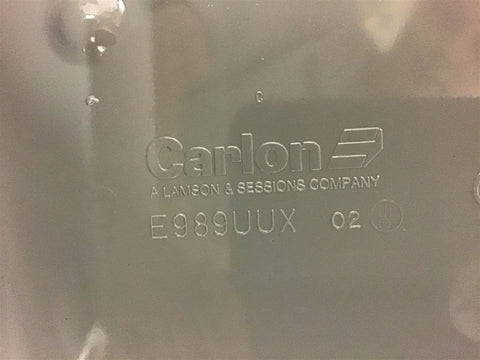 C
Carlon
A LAMSON & SESSIONS COMPANY
E989UUX 02